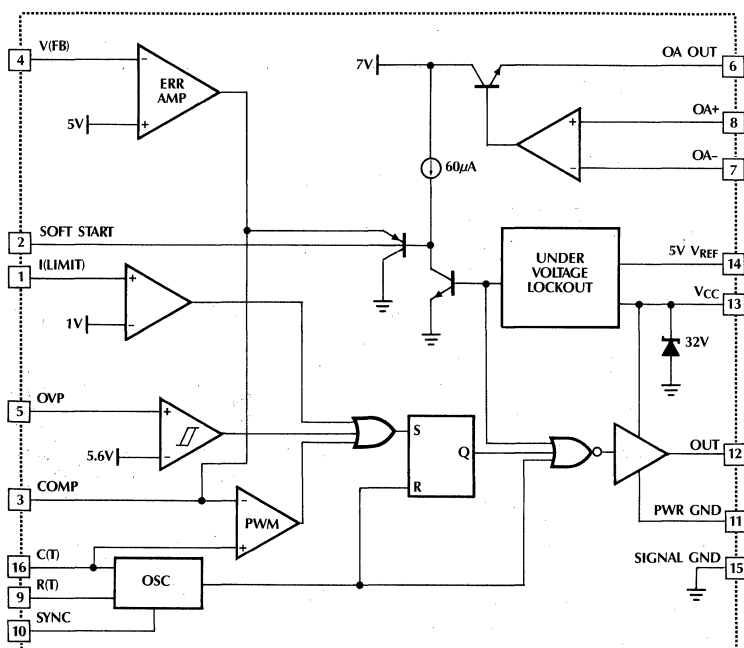 V(FB)
4
ERR
AMP
−
+
5V
7V
OA OUT
6
OA+
8
OA−
7
+
−
60µA
SOFT START
2
I(LIMIT)
1
+
−
1V
UNDER
VOLTAGE
LOCKOUT
5V VREF
14
VCC
13
32V
OVP
5
+
−
5.6V
S
Q
R
OUT
12
COMP
3
−
PWM
+
PWR GND
11
C(T)
16
OSC
R(T)
9
SYNC
10
SIGNAL GND
15